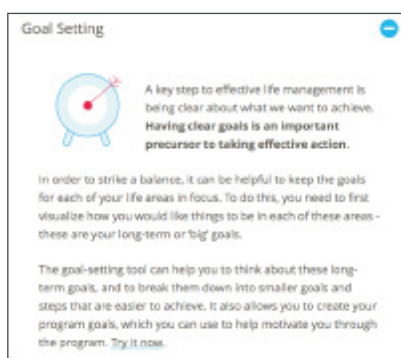 Goal Setting
A key step to effective life management is
being clear about what we want to achieve.
Having clear goals is an important
precursor to taking effective action.
In order to strike a balance, it can be helpful to keep the goals
for each of your life areas in focus. To do this, you need to first
visualize how you would like things to be in each of these areas -
these are your long-term or 'big' goals.
The goal-setting tool can help you to think about these long-
term goals, and to break them down into smaller goals and
steps that are easier to achieve. It also allows you to create your
program goals, which you can use to help motivate you through
the program. Try it now.